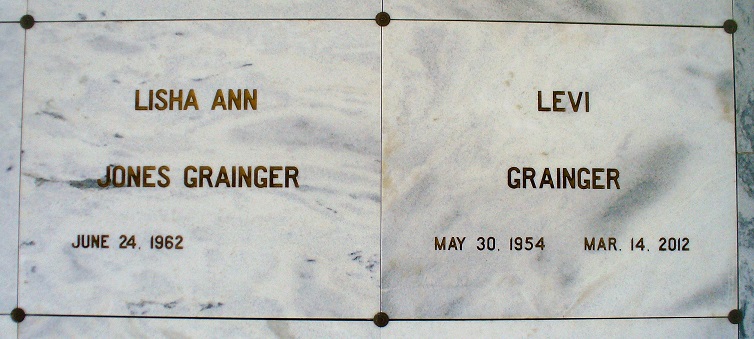 LISHA ANN
JONES GRAINGER
JUNE 24, 1962
LEVI
GRAINGER
MAY 30, 1954 MAR. 14, 2012